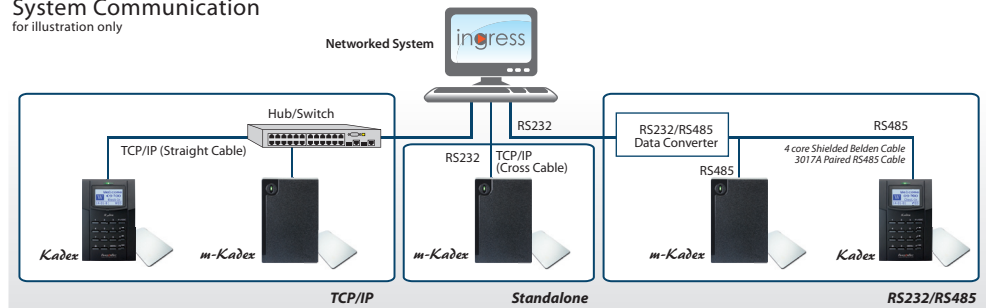 System Communication
for illustration only
Networked System
ingress
Hub/Switch
TCP/IP (Straight Cable)
RS232
TCP/IP
(Cross Cable)
RS232
RS232/RS485
Data Converter
RS485
RS485
4 core Shielded Belden Cable
3017A Paired RS485 Cable
Kadex
m-Kadex
m-Kadex
m-Kadex
Kadex
TCP/IP
Standalone
RS232/RS485